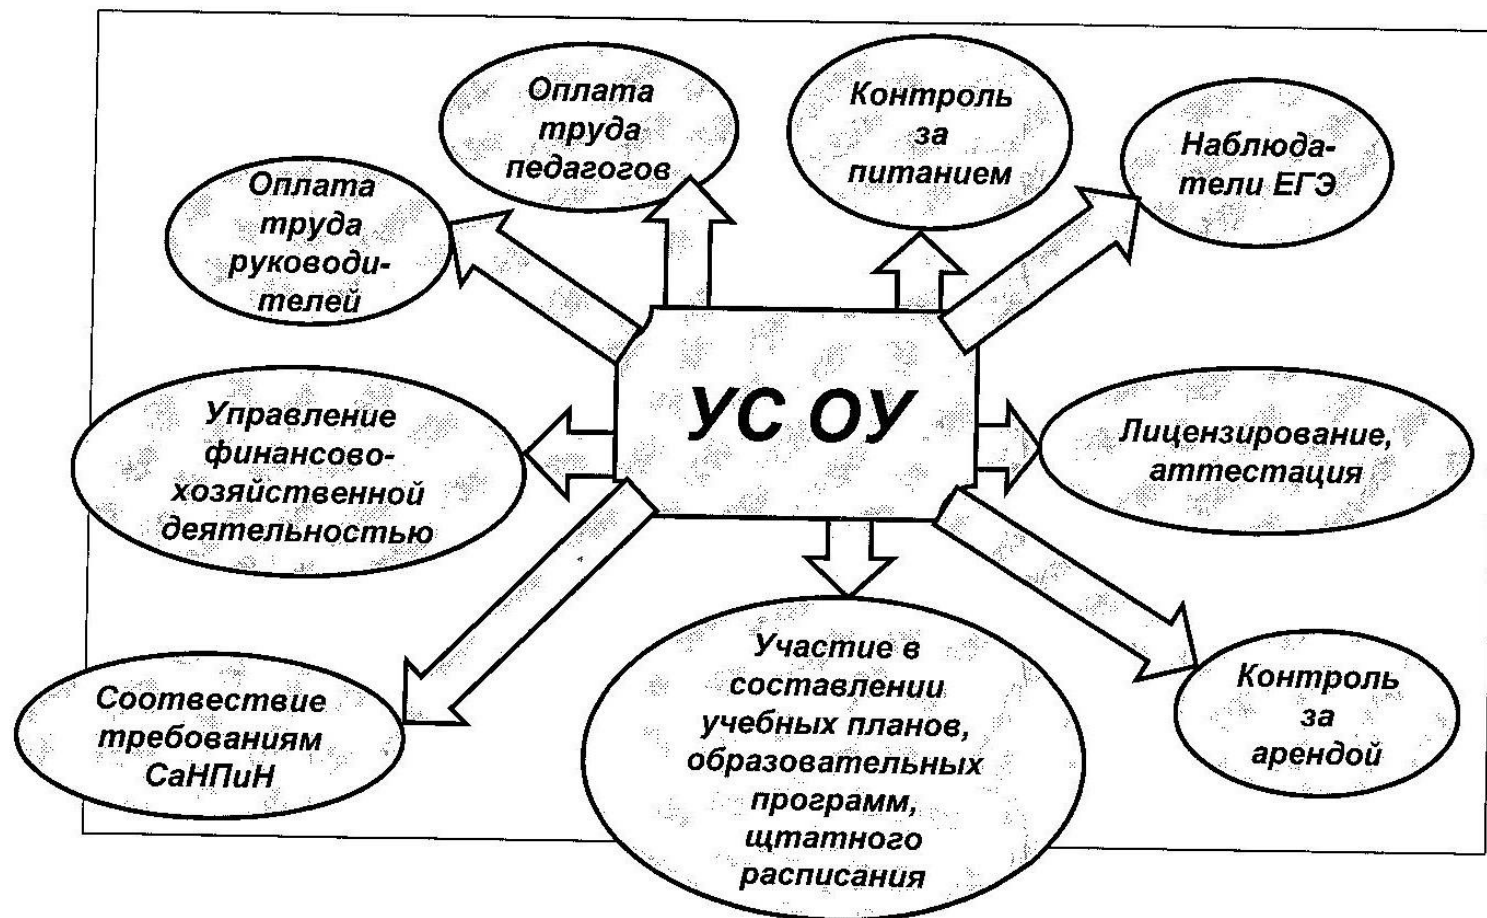 Оплата
труда
педагогов
Контроль
за
питанием
Наблюда-
тели ЕГЭ
Оплата
труда
руководи-
телей
УС ОУ
Управление
финансово-
хозяйственной
деятельностью
Лицензирование,
аттестация
Соотвествие
требованиям
СаНПиН
Участие в
составлении
учебных планов,
образовательных
программ,
щтатного
расписания
Контроль
за
арендой